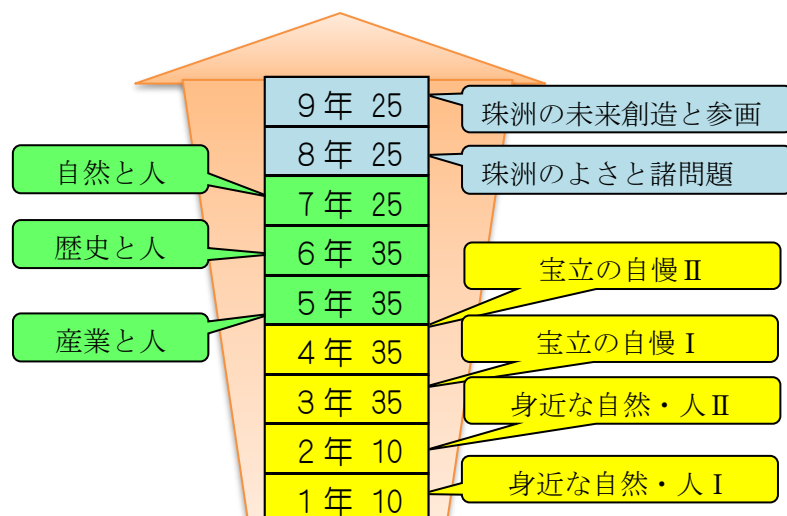 ９年 25
珠洲の未来創造と参画
８年 25
珠洲のよさと諸問題
自然と人
７年 25
歴史と人
６年 35
宝立の自慢Ⅱ
５年 35
産業と人
４年 35
宝立の自慢Ⅰ
３年 35
身近な自然・人Ⅱ
２年 10
身近な自然・人Ⅰ
１年 10